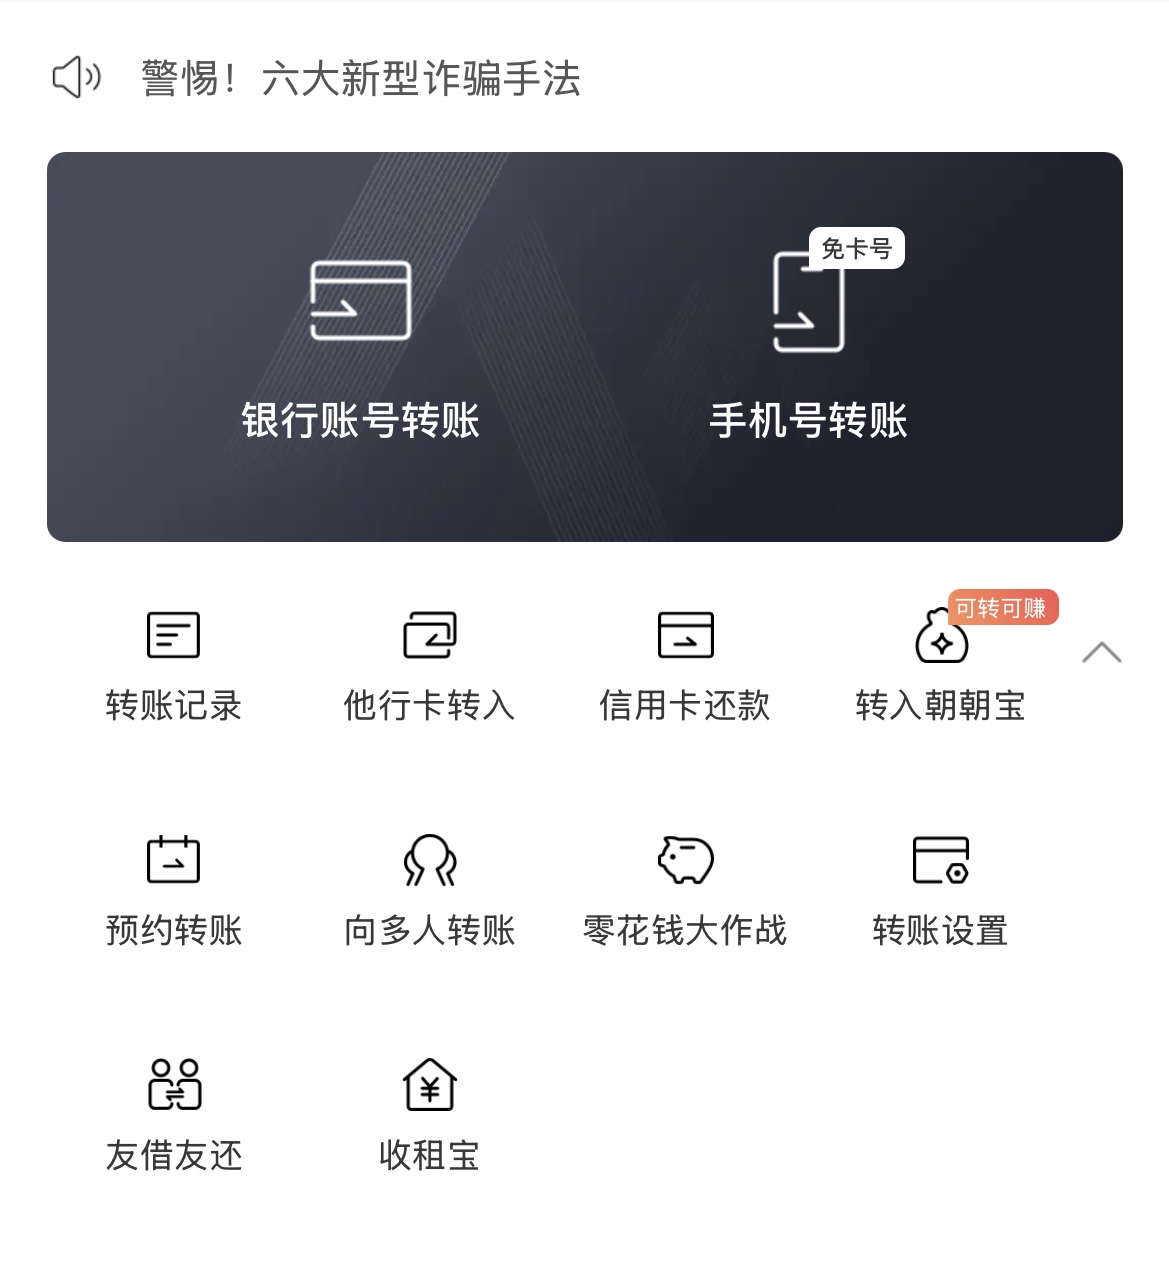 警惕！六大新型诈骗手法
免卡号
银行账号转账
手机号转账
可转可赚
转账记录
他行卡转入
信用卡还款
转入朝朝宝
预约转账
向多人转账
零花钱大作战
转账设置
友借友还
收租宝